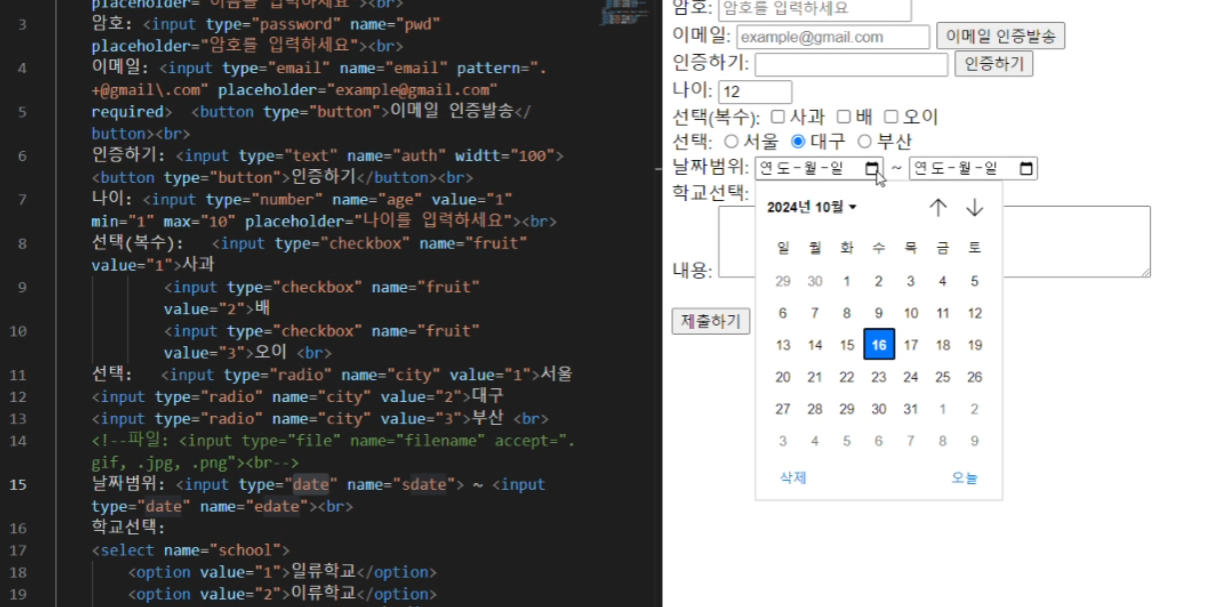 placeholder="이름을 입력하세요"><br>
3 암호: <input type="password" name="pwd"
placeholder="암호를 입력하세요"><br>
4 이메일: <input type="email" name="email" pattern=".
+@gmail\.com" placeholder="example@gmail.com"
5 required> <button type="button">이메일 인증발송</
button><br>
6 인증하기: <input type="text" name="auth" widtt="100">
<button type="button">인증하기</button><br>
7 나이: <input type="number" name="age" value="1"
min="1" max="10" placeholder="나이를 입력하세요"><br>
8 선택(복수): <input type="checkbox" name="fruit"
value="1">사과
9 <input type="checkbox" name="fruit"
value="2">배
10 <input type="checkbox" name="fruit"
value="3">오이 <br>
11 선택: <input type="radio" name="city" value="1">서울
12 <input type="radio" name="city" value="2">대구
13 <input type="radio" name="city" value="3">부산 <br>
14 <!--파일: <input type="file" name="filename" accept=".
gif, .jpg, .png"><br-->
15 날짜범위: <input type="date" name="sdate"> ~ <input
type="date" name="edate"><br>
16 학교선택:
17 <select name="school">
18 <option value="1">일류학교</option>
19 <option value="2">이류학교</option>
암호: 암호를 입력하세요
이메일: example@gmail.com 이메일 인증발송
인증하기: 인증하기
나이: 12
선택(복수): 사과 배 오이
선택: 서울 대구 부산
날짜범위: 연도-월-일 ~ 연도-월-일
학교선택:
내용:
제출하기
2024년 10월
일 월 화 수 목 금 토
29 30 1 2 3 4 5
6 7 8 9 10 11 12
13 14 15 16 17 18 19
20 21 22 23 24 25 26
27 28 29 30 31 1 2
3 4 5 6 7 8 9
삭제 오늘